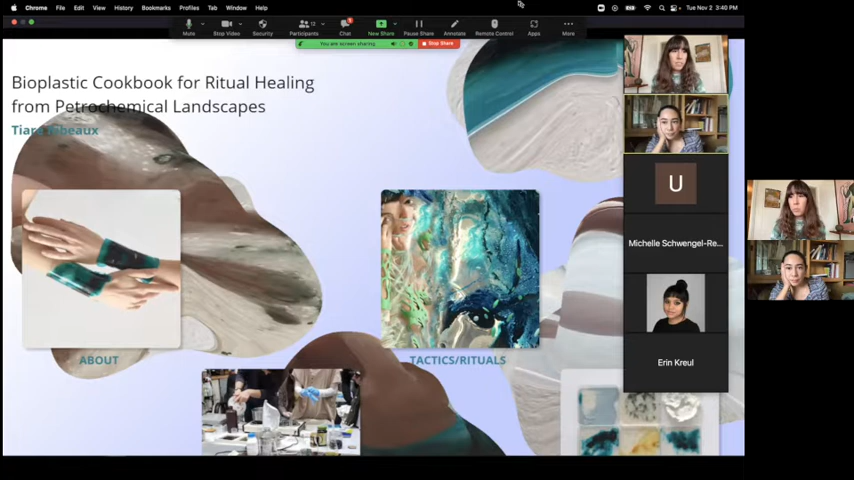 Chrome File Edit View History Bookmarks Profiles Tab Window Help
Tue Nov 2 3:40 PM
Mute Stop Video Security Participants 12 Chat New Share Pause Share Annotate Remote Control Apps More
You are screen sharing Stop Share
Bioplastic Cookbook for Ritual Healing
from Petrochemical Landscapes
U
Michelle Schwengel-Re...
Erin Kreul
ABOUT
TACTICS/RITUALS